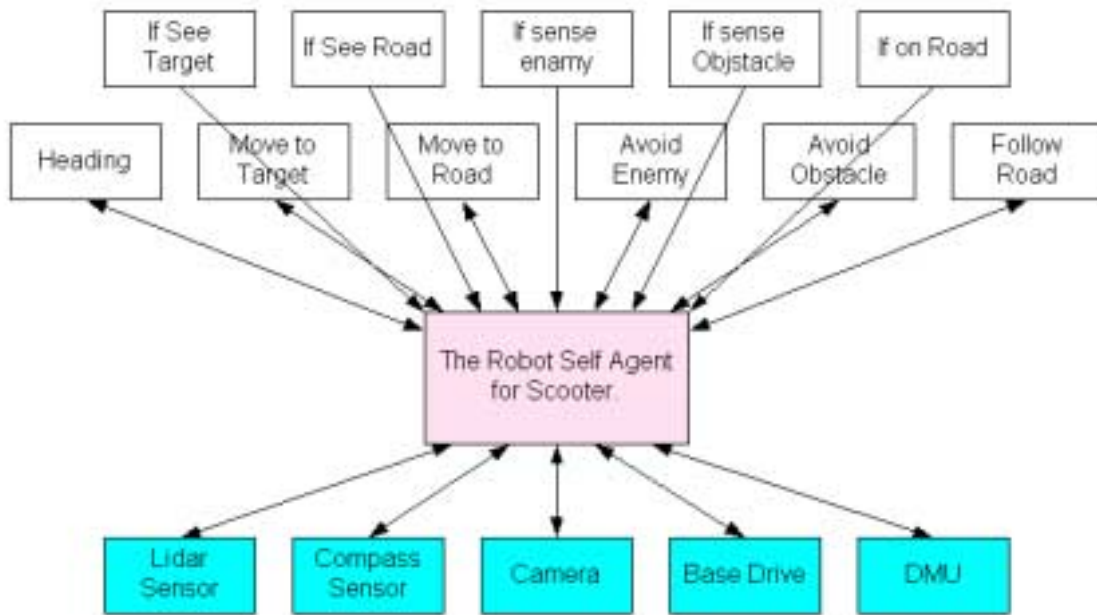 If See
Target
If See Road
If sense
enamy
If sense
Objstacle
If on Road
Heading
Move to
Target
Move to
Road
Avoid
Enemy
Avoid
Obstacle
Follow
Road
The Robot Self Agent
for Scooter.
Lidar
Sensor
Compass
Sensor
Camera
Base Drive
DMU